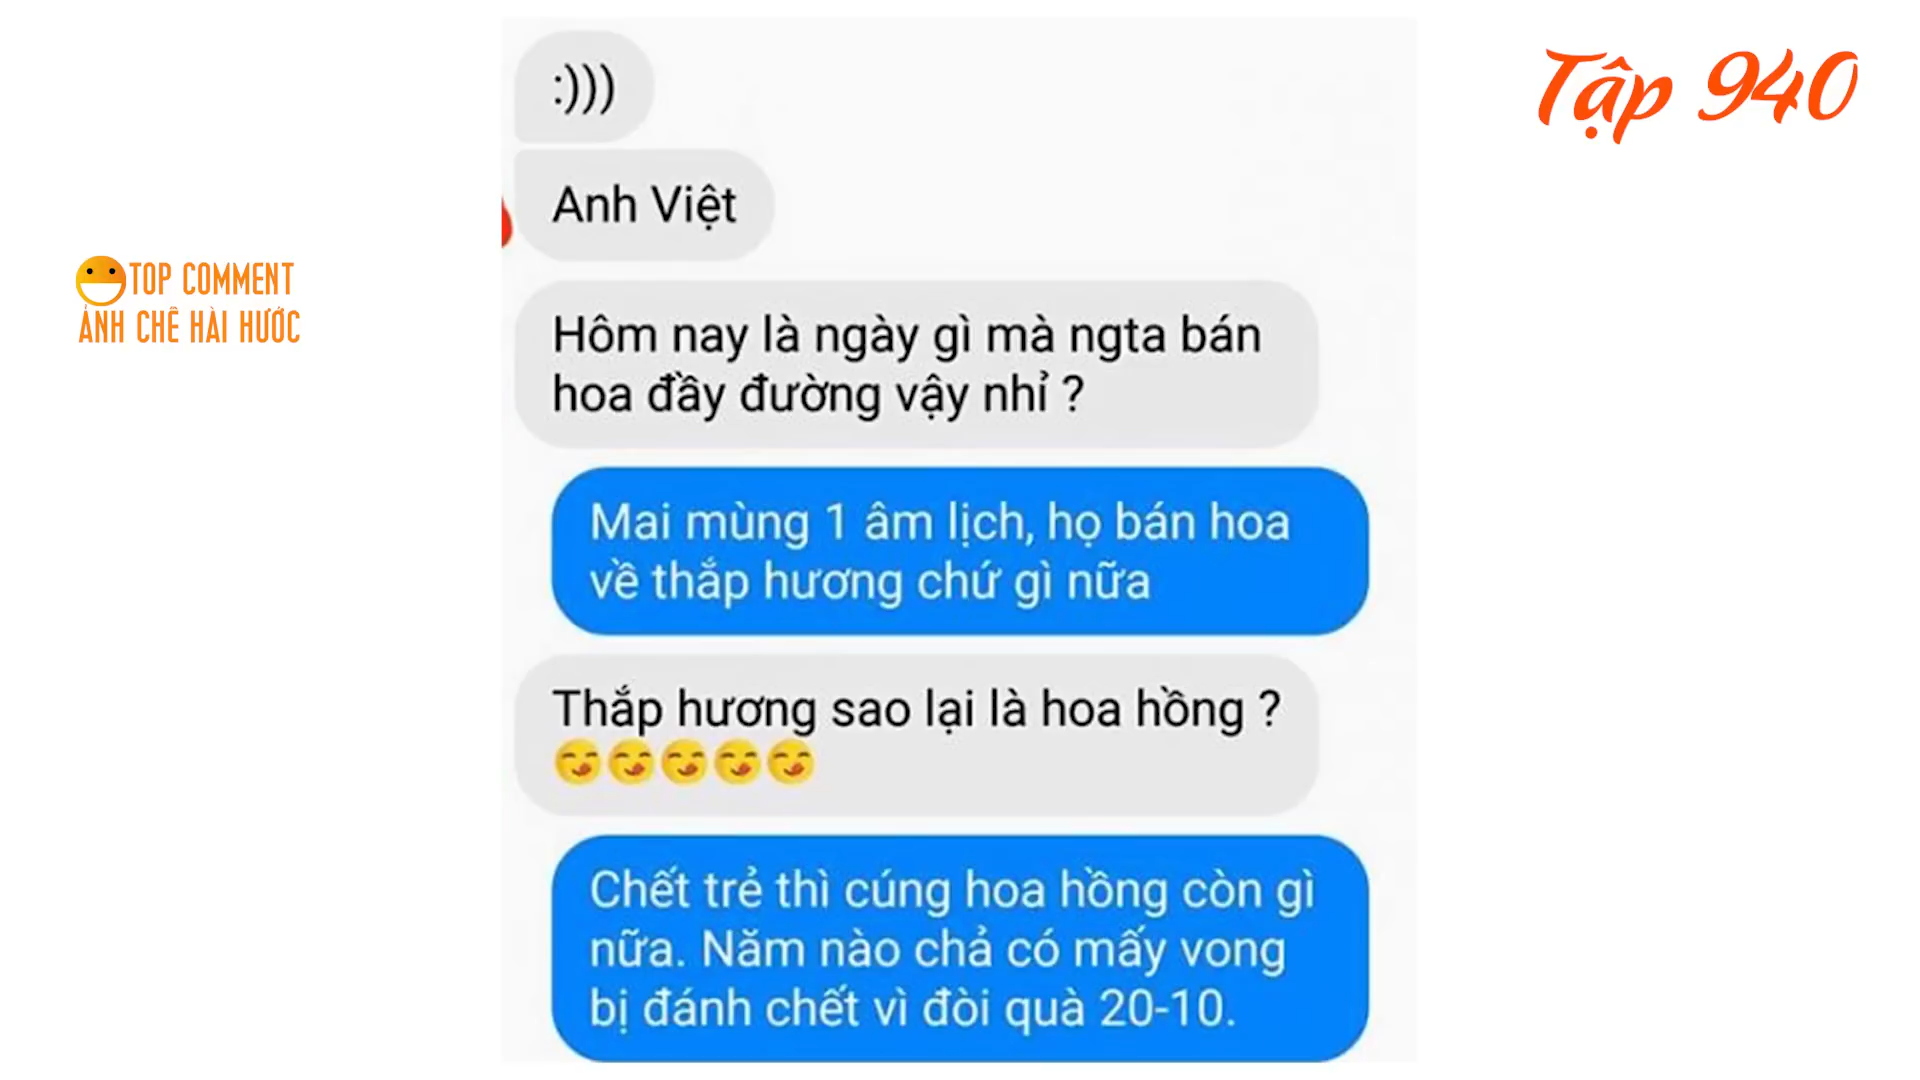 :)))
Anh Việt
Hôm nay là ngày gì mà ngta bán
hoa đầy đường vậy nhỉ ?
Mai mùng 1 âm lịch, họ bán hoa
về thắp hương chứ gì nữa
Thắp hương sao lại là hoa hồng ?
😋😋😋😋😋
Chết trẻ thì cúng hoa hồng còn gì
nữa. Năm nào chả có mấy vong
bị đánh chết vì đòi quà 20-10.
Tập 940
TOP COMMENT
ẢNH CHẾ HÀI HƯỚC